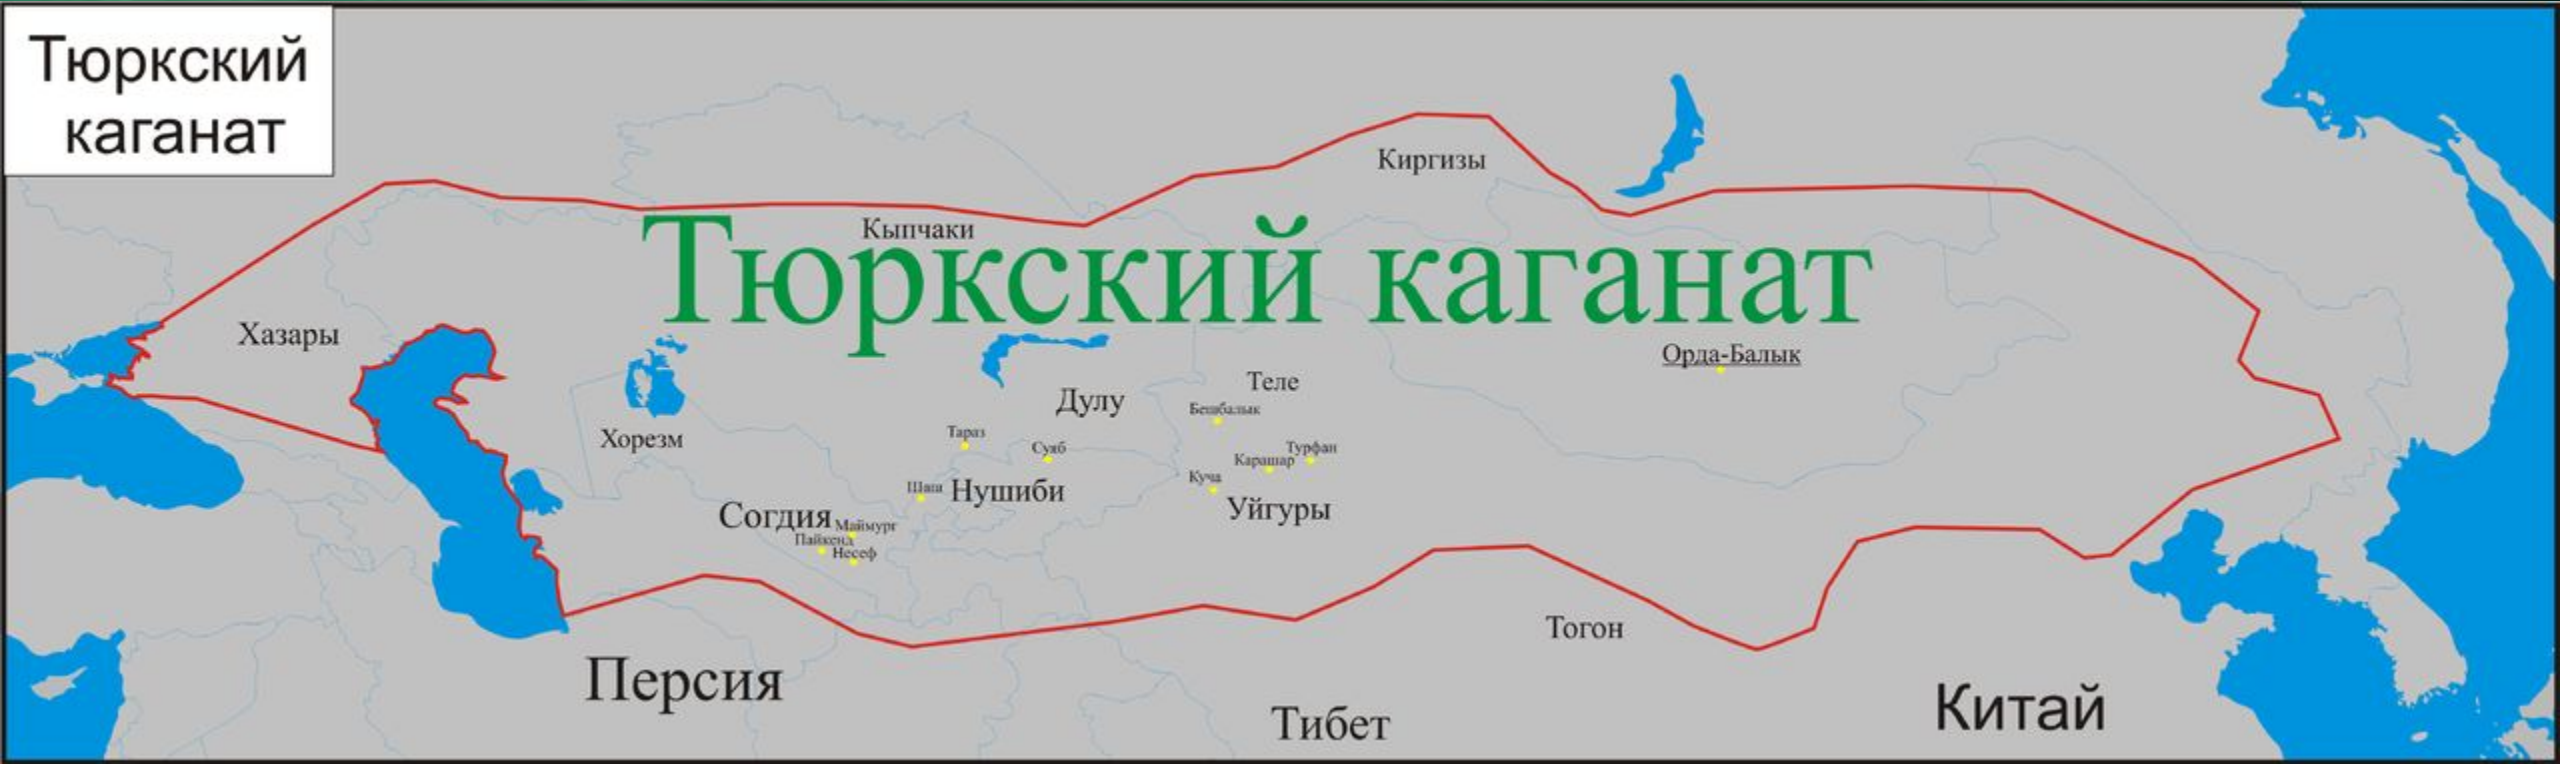 Тюркский
каганат
Киргизы
Кыпчаки
Тюркский каганат
Хазары
Орда-Балык
Теле
Дулу
Бешбалык
Хорезм
Тараз
Суяб
Турфан
Карашар
Куча
Шаш
Нушиби
Уйгуры
Согдия
Маймург
Пайкенд
Несеф
Тогон
Персия
Тибет
Китай